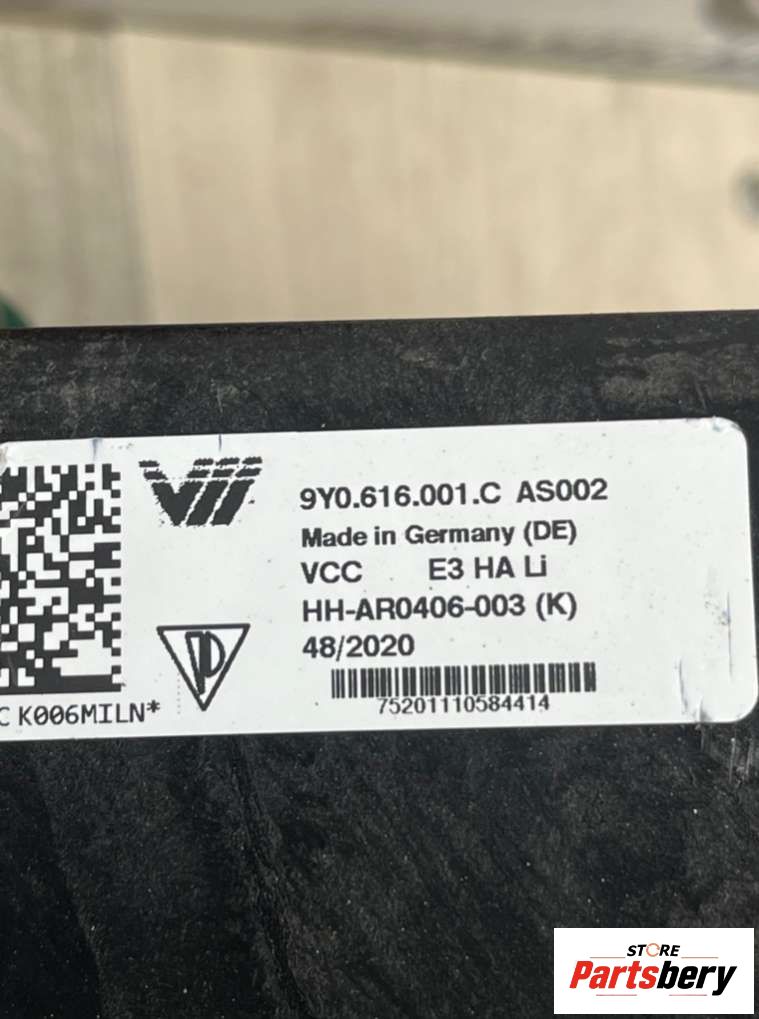 Vii
9Y0.616.001.C AS002
Made in Germany (DE)
VCC E3 HA Li
HH-AR0406-003 (K)
48/2020
75201110584414
C K006MILN*
STORE
Partsbery